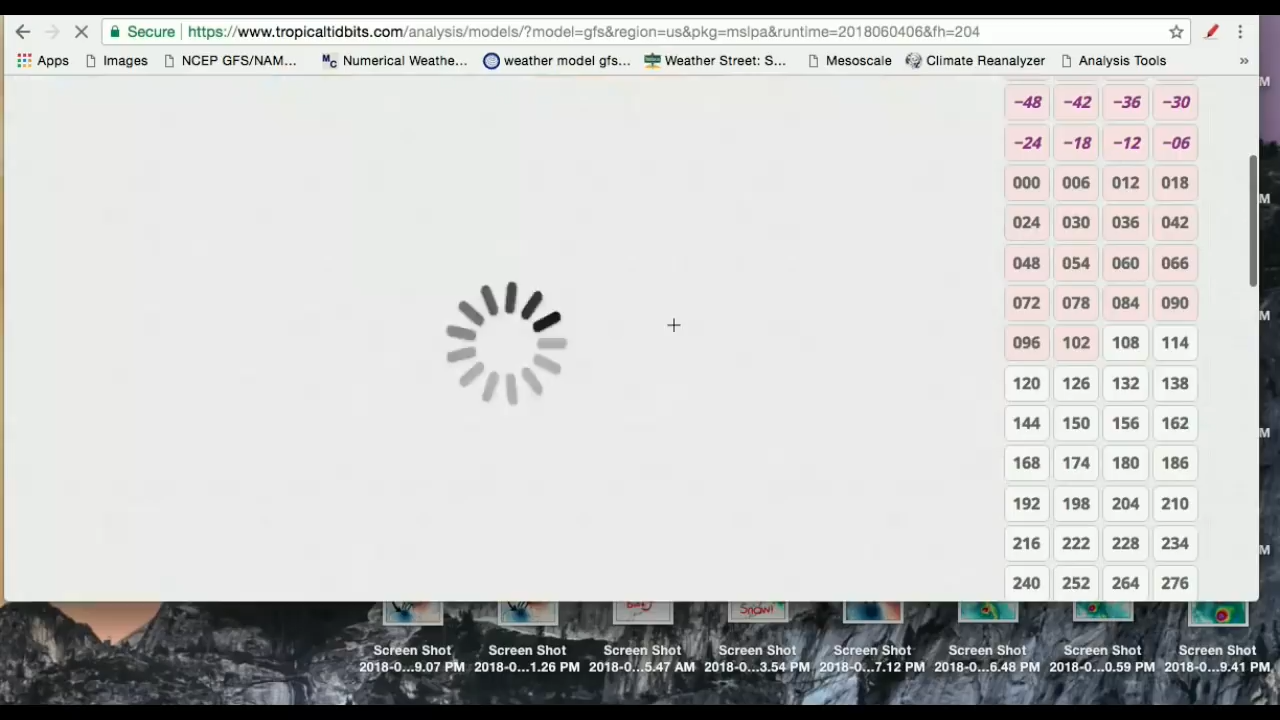 Secure https://www.tropicaltidbits.com/analysis/models/?model=gfs&region=us&pkg=mslpa&runtime=2018060406&fh=204
Apps Images NCEP GFS/NAM... Numerical Weathe... weather model gfs... Weather Street: S... Mesoscale Climate Reanalyzer Analysis Tools »
−48 −42 −36 −30
−24 −18 −12 −06
000 006 012 018
024 030 036 042
048 054 060 066
072 078 084 090
096 102 108 114
120 126 132 138
144 150 156 162
168 174 180 186
192 198 204 210
216 222 228 234
240 252 264 276
Screen Shot Screen Shot Screen Shot Screen Shot Screen Shot Screen Shot Screen Shot Screen Shot
2018-0...9.07 PM 2018-0...1.26 PM 2018-0...5.47 AM 2018-0...3.54 PM 2018-0...7.12 PM 2018-0...6.48 PM 2018-0...0.59 PM 2018-0...9.41 PM